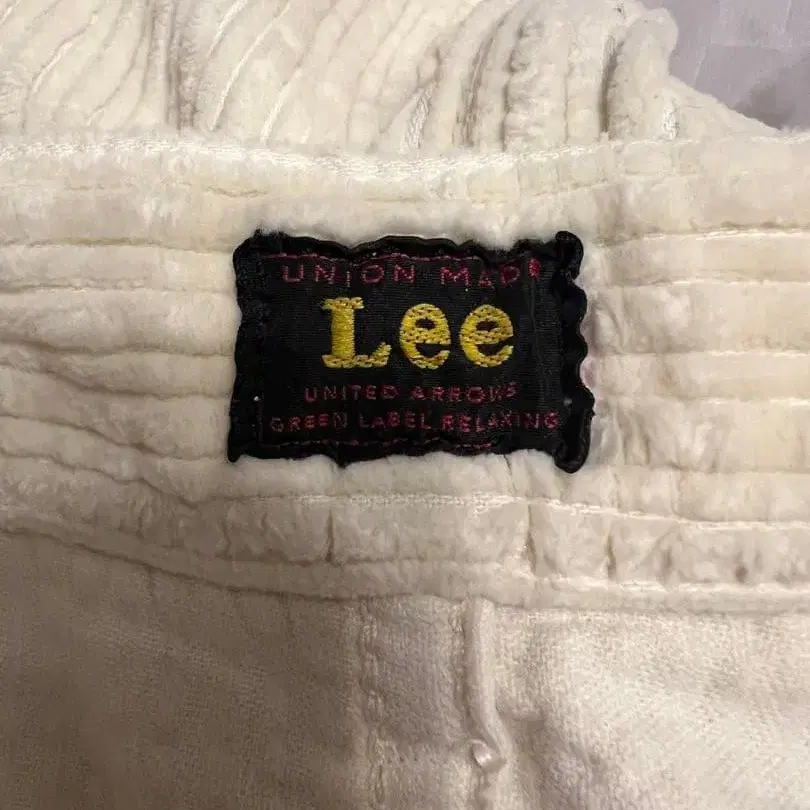 UNION MADE
Lee
UNITED ARROWS
GREEN LABEL RELAXING